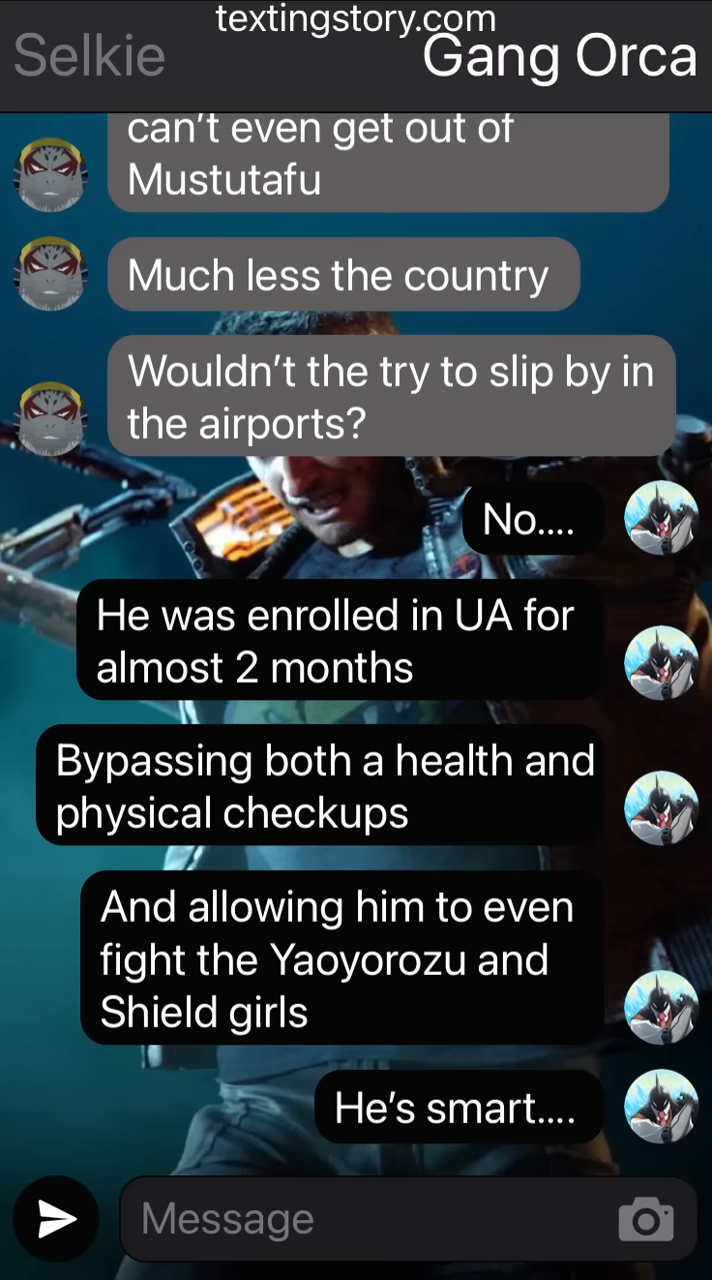 textingstory.com
Selkie
Gang Orca
can't even get out of
Mustutafu
Much less the country
Wouldn't the try to slip by in
the airports?
No....
He was enrolled in UA for
almost 2 months
Bypassing both a health and
physical checkups
And allowing him to even
fight the Yaoyorozu and
Shield girls
He's smart....
Message